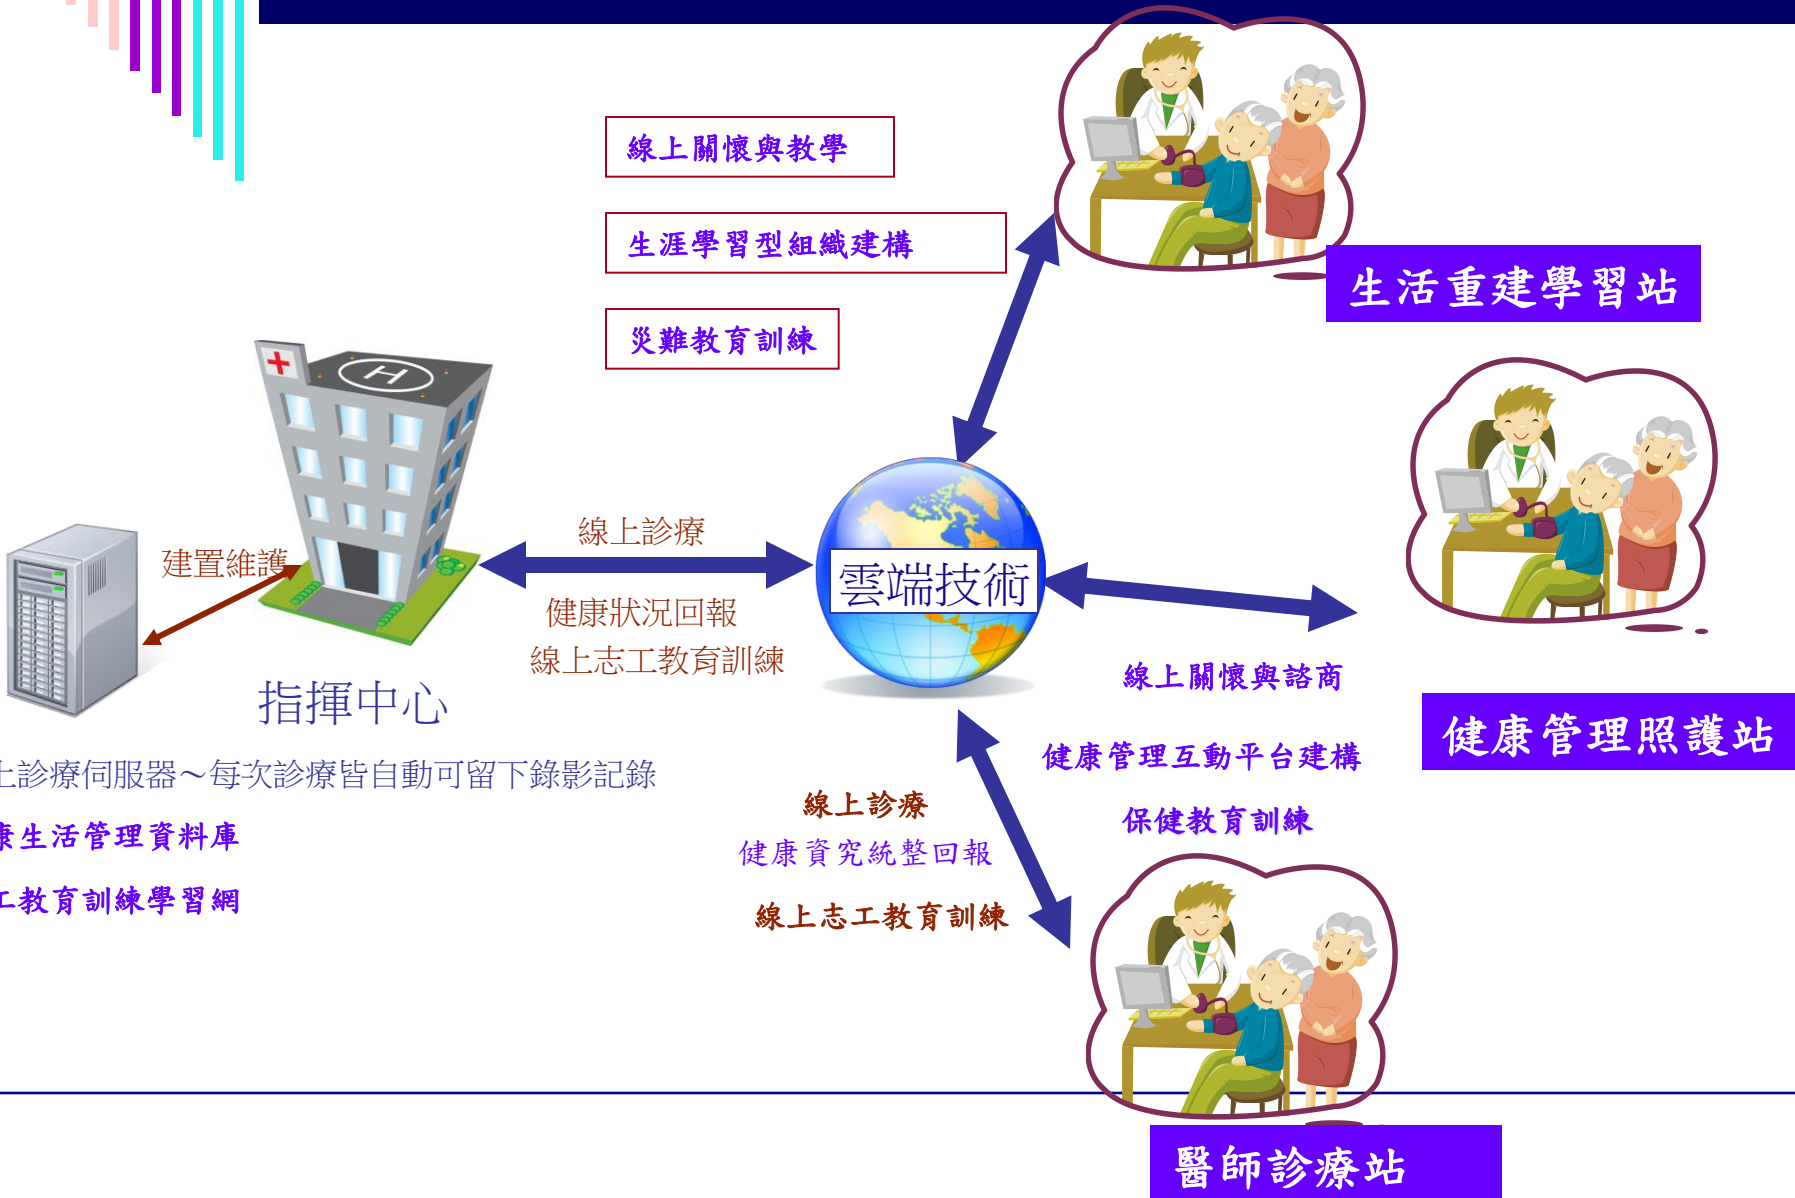 線上關懷與教學
生涯學習型組織建構
災難教育訓練
生活重建學習站
H
建置維護
線上診療
雲端技術
健康狀況回報
線上志工教育訓練
指揮中心
線上關懷與諮商
健康管理互動平台建構
保健教育訓練
健康管理照護站
上診療伺服器～每次診療皆自動可留下錄影記錄
康生活管理資料庫
工教育訓練學習網
線上診療
健康資究統整回報
線上志工教育訓練
醫師診療站